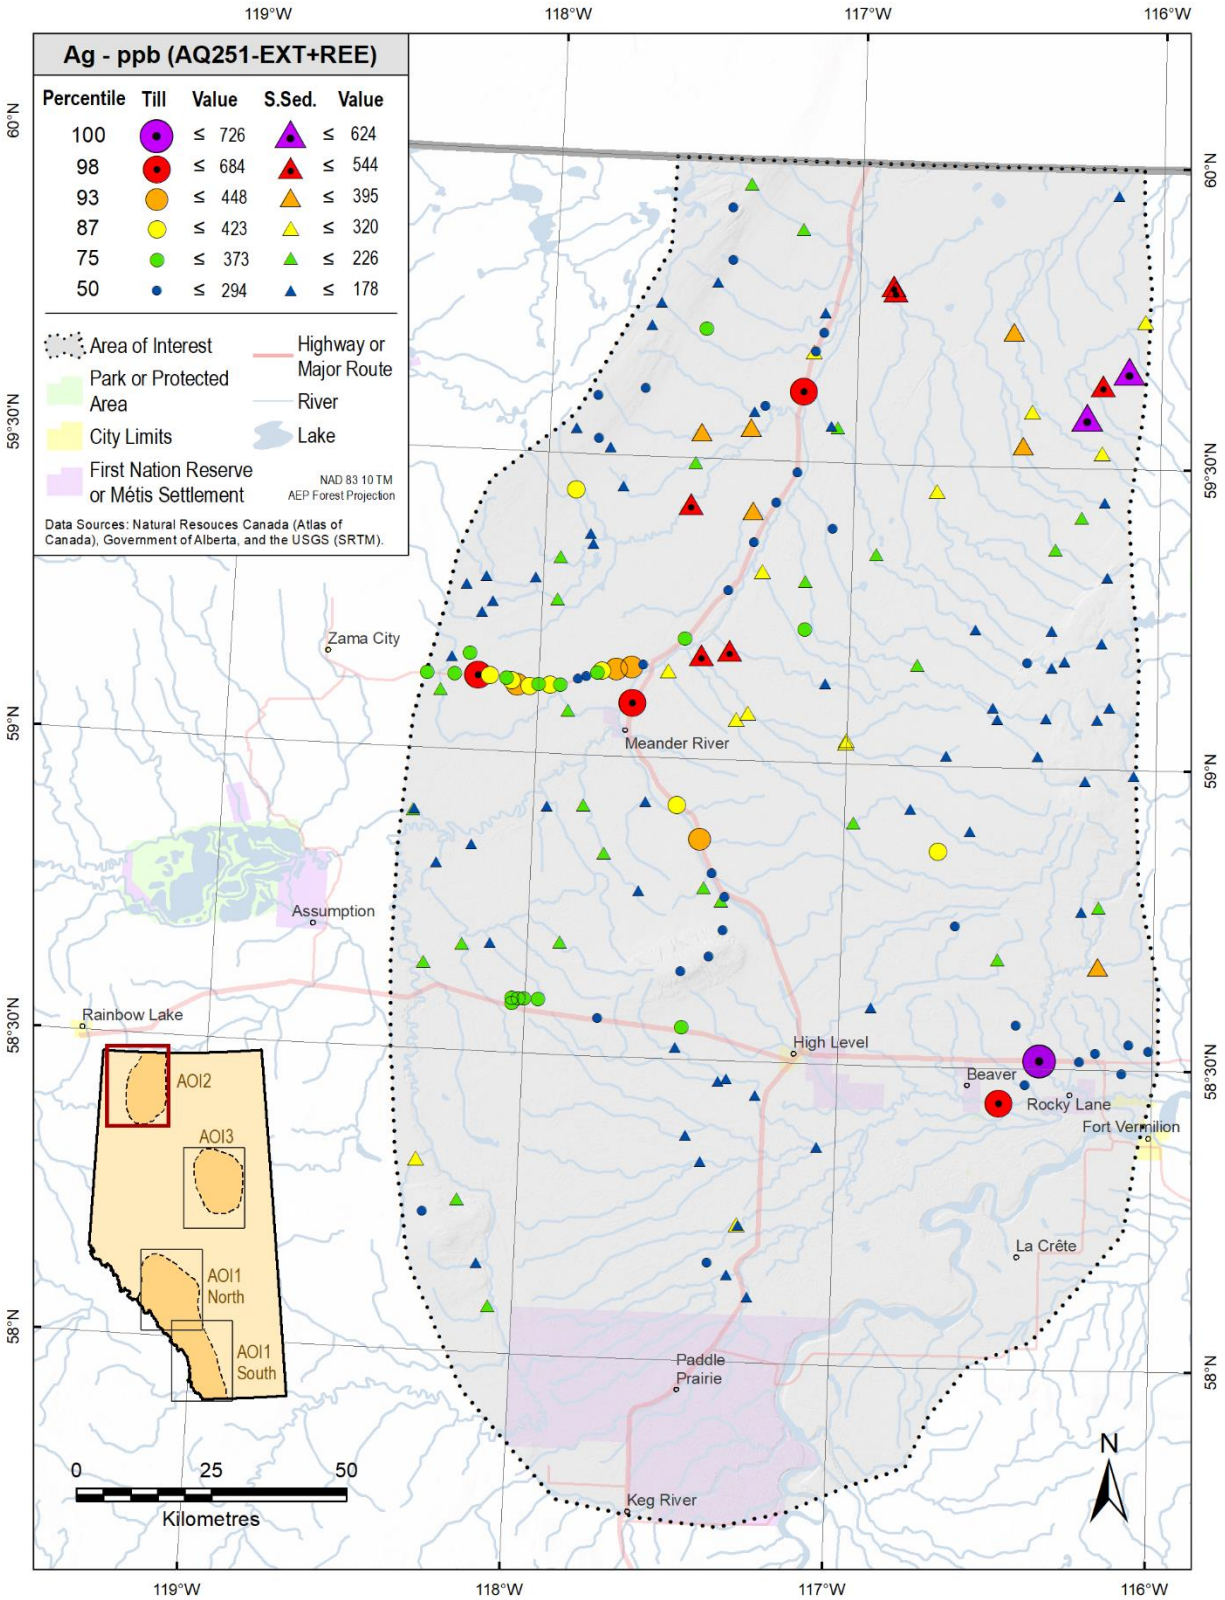 119°W 118°W 117°W 116°W
Ag - ppb (AQ251-EXT+REE)
Percentile Till Value S.Sed. Value
100 ≤ 726 ≤ 624
98 ≤ 684 ≤ 544
93 ≤ 448 ≤ 395
87 ≤ 423 ≤ 320
75 ≤ 373 ≤ 226
50 ≤ 294 ≤ 178
Area of Interest
Park or Protected
Area
City Limits
First Nation Reserve
or Métis Settlement
Highway or
Major Route
River
Lake
NAD 83 10 TM
AEP Forest Projection
Data Sources: Natural Resouces Canada (Atlas of
Canada), Government of Alberta, and the USGS (SRTM).
60°N
60°N
59°30'N
59°30'N
Zama City
59°N
Meander River
59°N
Assumption
58°30'N
Rainbow Lake
High Level
58°30'N
Beaver
Rocky Lane
Fort Vermilion
La Crête
AOI2
AOI3
AOI1
North
AOI1
South
58°N
Paddle
Prairie
58°N
Keg River
0 25 50
Kilometres
N
119°W 118°W 117°W 116°W